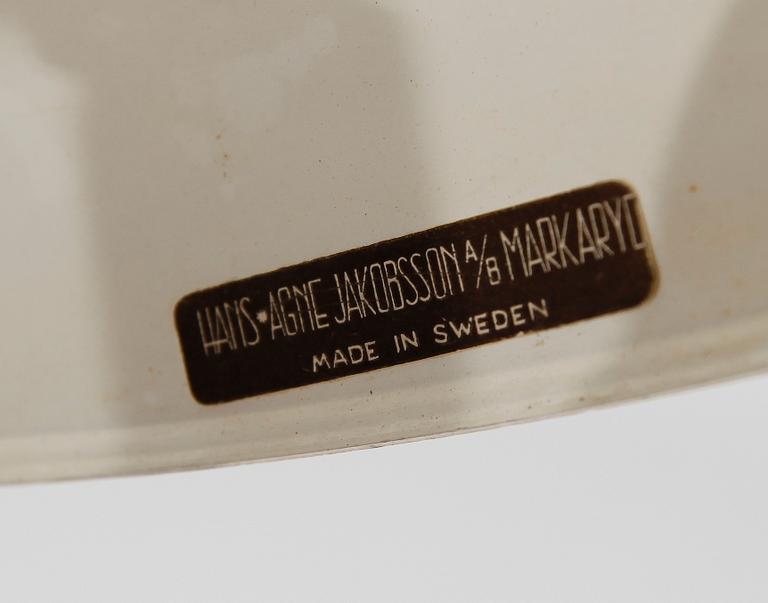 HANS*AGNE JAKOBSSON A/B MARKARYD
MADE IN SWEDEN